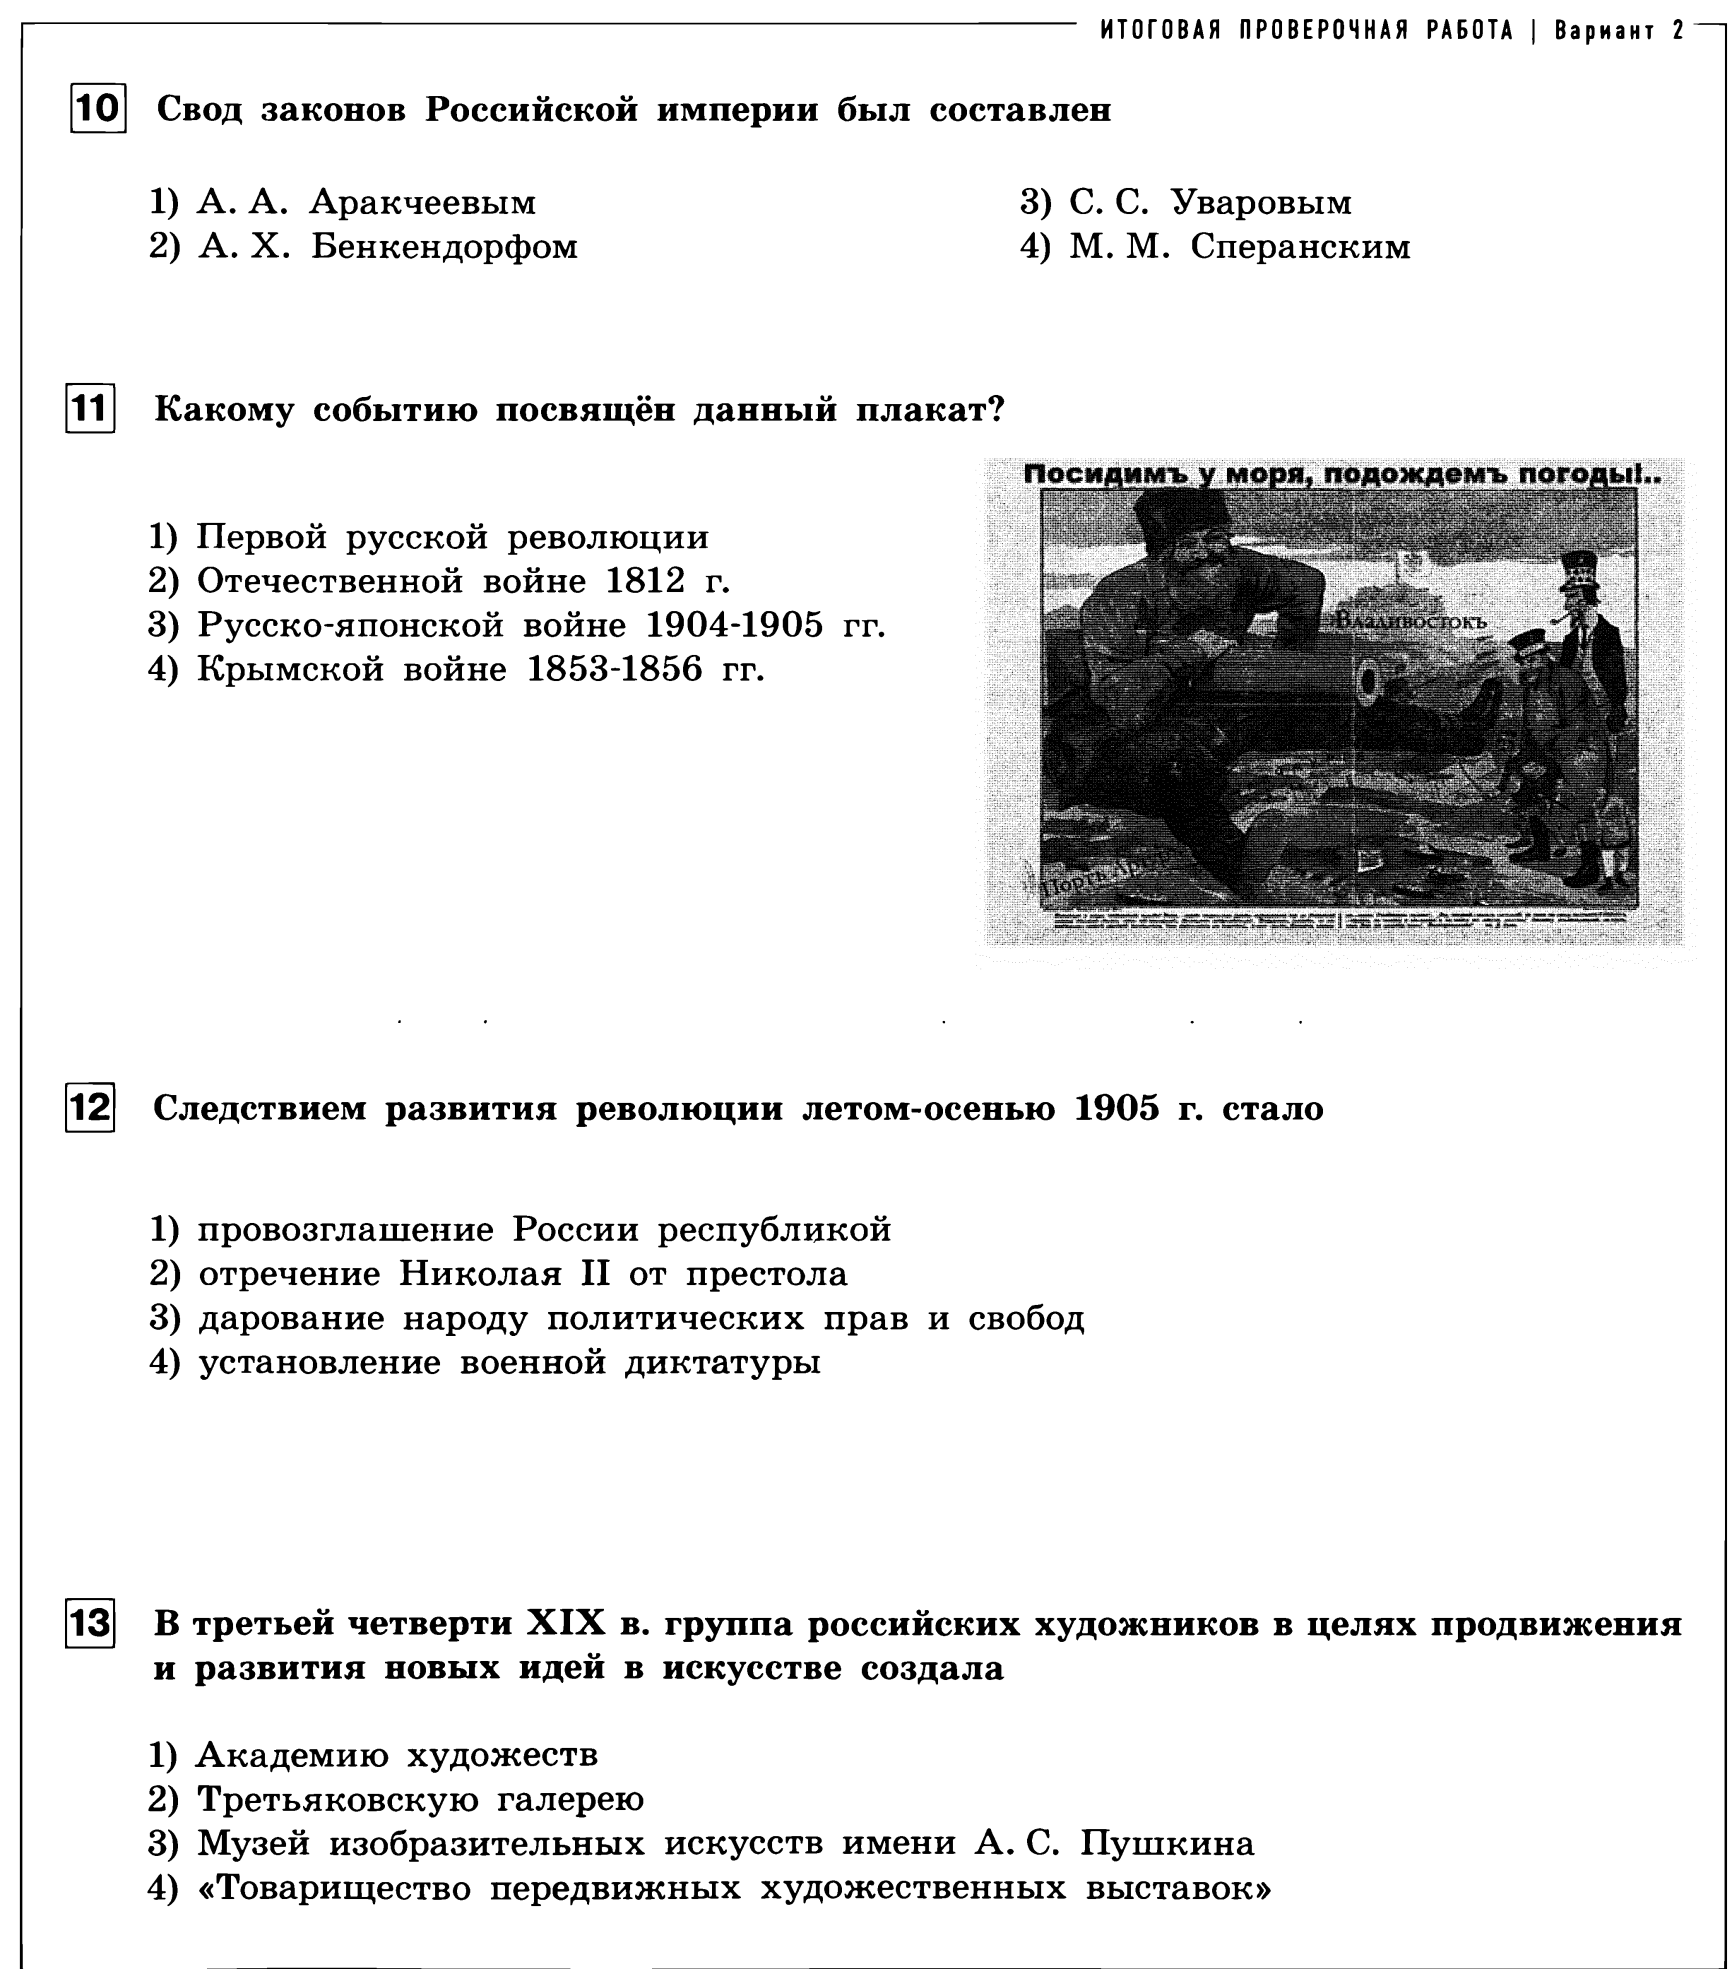 ИТОГОВАЯ ПРОВЕРОЧНАЯ РАБОТА | Вариант 2
10 Свод законов Российской империи был составлен
1) А. А. Аракчеевым
2) А. Х. Бенкендорфом
3) С. С. Уваровым
4) М. М. Сперанским
11 Какому событию посвящён данный плакат?
1) Первой русской революции
2) Отечественной войне 1812 г.
3) Русско-японской войне 1904-1905 гг.
4) Крымской войне 1853-1856 гг.
Посидимъ у моря, подождемъ погоды!..
Владивостокъ
Портъ
12 Следствием развития революции летом-осенью 1905 г. стало
1) провозглашение России республикой
2) отречение Николая II от престола
3) дарование народу политических прав и свобод
4) установление военной диктатуры
13 В третьей четверти XIX в. группа российских художников в целях продвижения
и развития новых идей в искусстве создала
1) Академию художеств
2) Третьяковскую галерею
3) Музей изобразительных искусств имени А. С. Пушкина
4) «Товарищество передвижных художественных выставок»